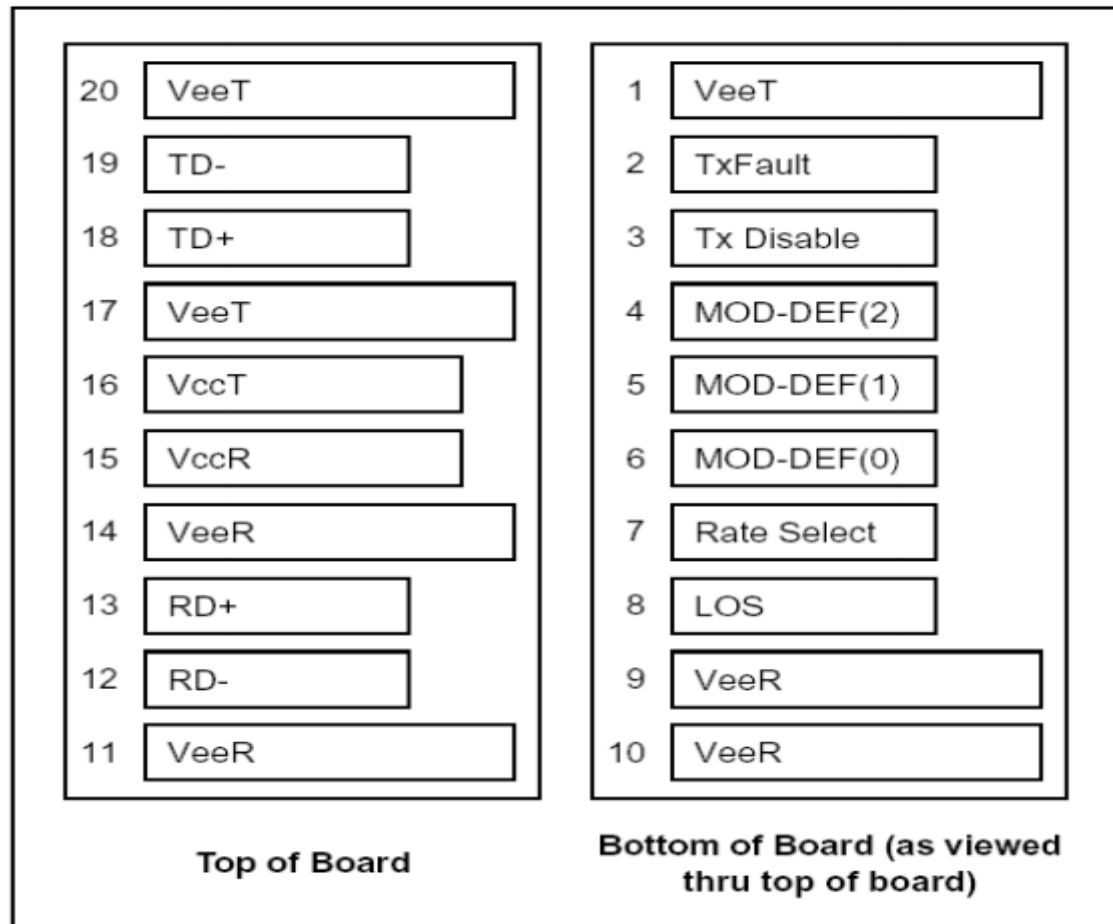 20 VeeT
19 TD-
18 TD+
17 VeeT
16 VccT
15 VccR
14 VeeR
13 RD+
12 RD-
11 VeeR
Top of Board
1 VeeT
2 TxFault
3 Tx Disable
4 MOD-DEF(2)
5 MOD-DEF(1)
6 MOD-DEF(0)
7 Rate Select
8 LOS
9 VeeR
10 VeeR
Bottom of Board (as viewed
thru top of board)